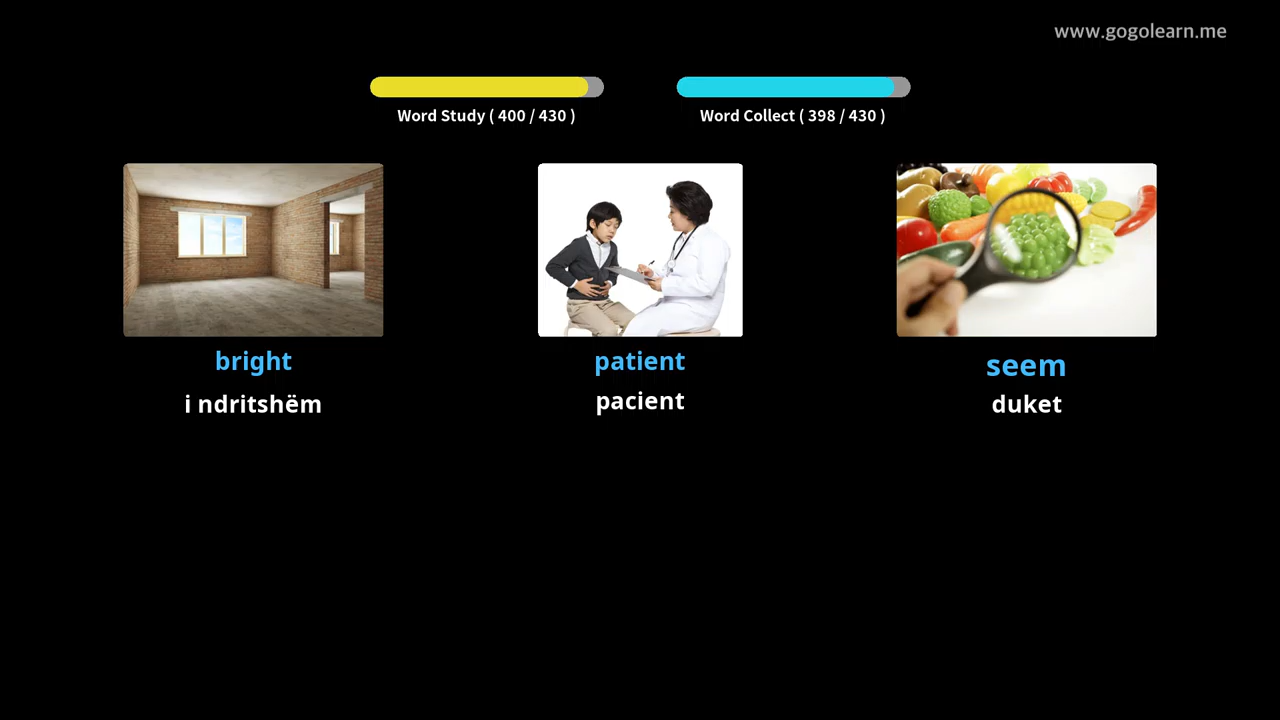 www.gogolearn.me
Word Study ( 400 / 430 )
Word Collect ( 398 / 430 )
bright
patient
seem
i ndritshëm
pacient
duket